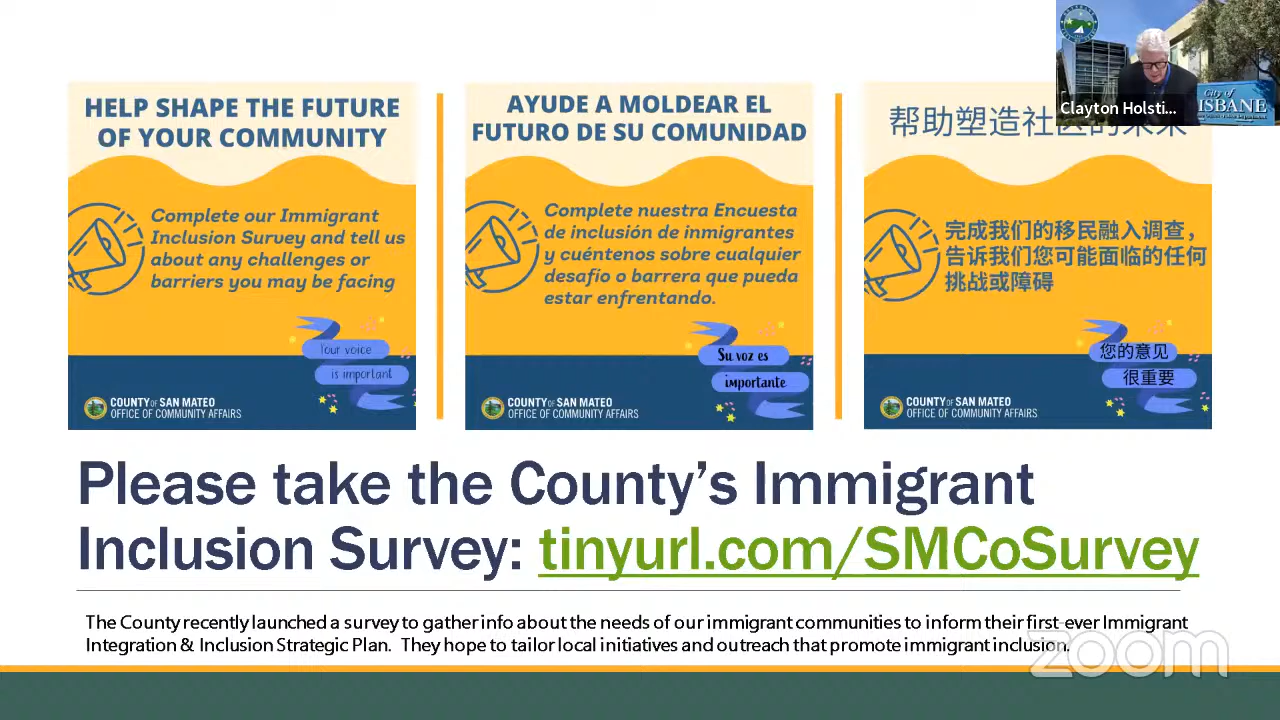 HELP SHAPE THE FUTURE
OF YOUR COMMUNITY
Complete our Immigrant
Inclusion Survey and tell us
about any challenges or
barriers you may be facing
Your voice
is important
COUNTY OF SAN MATEO
OFFICE OF COMMUNITY AFFAIRS
AYUDE A MOLDEAR EL
FUTURO DE SU COMUNIDAD
Complete nuestra Encuesta
de inclusión de inmigrantes
y cuéntenos sobre cualquier
desafío o barrera que pueda
estar enfrentando.
Su voz es
importante
COUNTY OF SAN MATEO
OFFICE OF COMMUNITY AFFAIRS
帮助塑造社区的未来
完成我们的移民融入调查，
告诉我们您可能面临的任何
挑战或障碍
您的意见
很重要
COUNTY OF SAN MATEO
OFFICE OF COMMUNITY AFFAIRS
City of
ISBANE
Clayton Holsti...
Please take the County’s Immigrant
Inclusion Survey: tinyurl.com/SMCoSurvey
The County recently launched a survey to gather info about the needs of our immigrant communities to inform their first-ever Immigrant
Integration & Inclusion Strategic Plan. They hope to tailor local initiatives and outreach that promote immigrant inclusion.
zoom